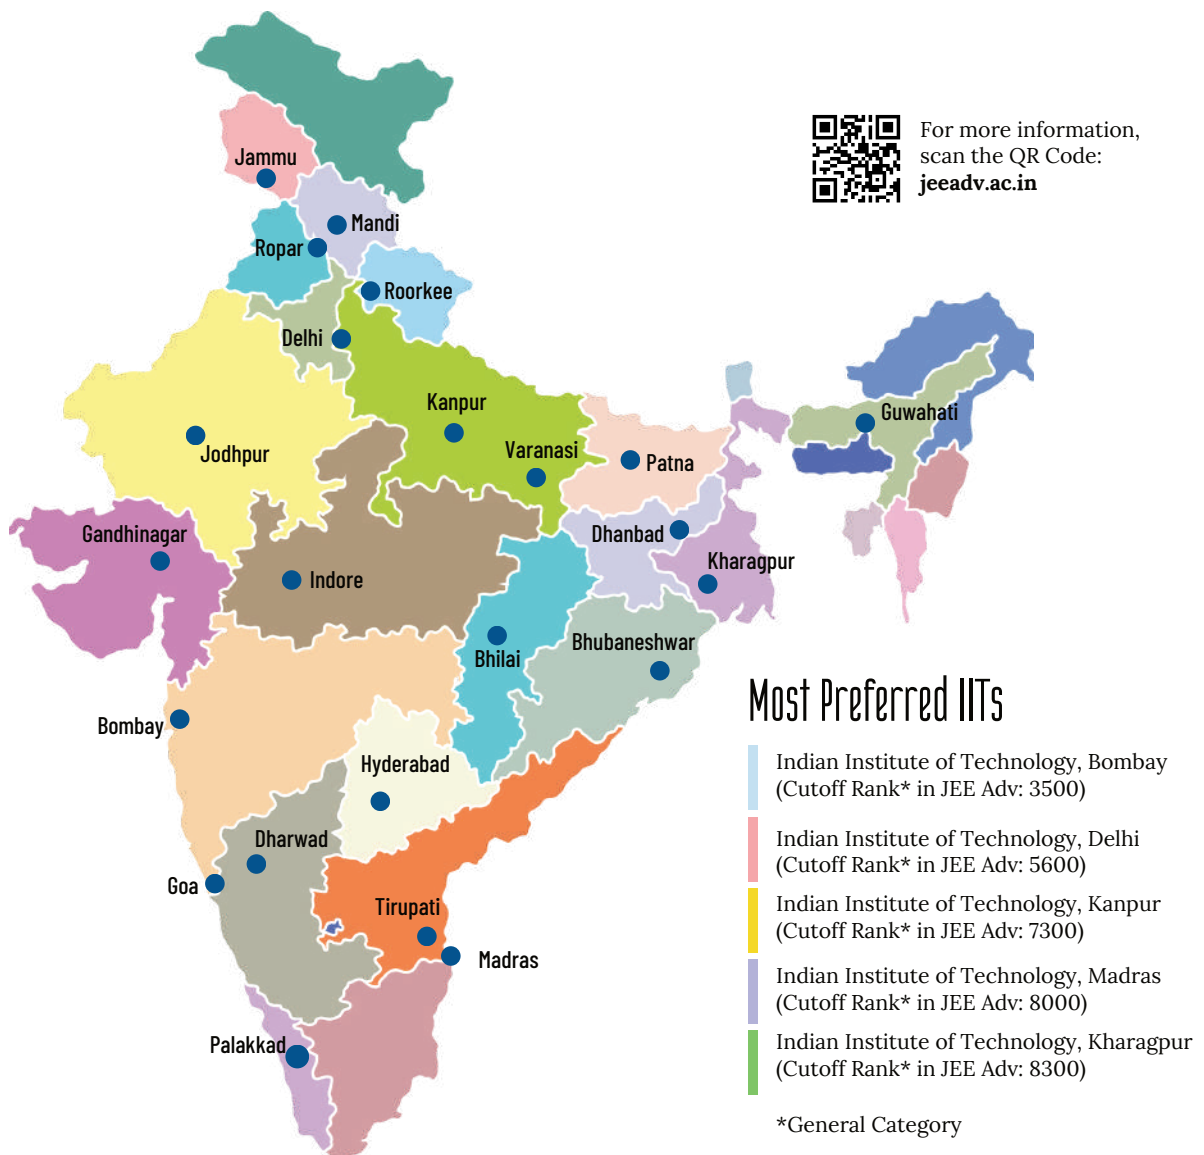 For more information,
scan the QR Code:
jeeadv.ac.in
Jammu
Mandi
Ropar
Roorkee
Delhi
Kanpur
Guwahati
Jodhpur
Varanasi
Patna
Gandhinagar
Dhanbad
Kharagpur
Indore
Bhubaneshwar
Bhilai
Bombay
Hyderabad
Dharwad
Goa
Tirupati
Madras
Palakkad
Most Preferred IITs
Indian Institute of Technology, Bombay
(Cutoff Rank* in JEE Adv: 3500)
Indian Institute of Technology, Delhi
(Cutoff Rank* in JEE Adv: 5600)
Indian Institute of Technology, Kanpur
(Cutoff Rank* in JEE Adv: 7300)
Indian Institute of Technology, Madras
(Cutoff Rank* in JEE Adv: 8000)
Indian Institute of Technology, Kharagpur
(Cutoff Rank* in JEE Adv: 8300)
*General Category